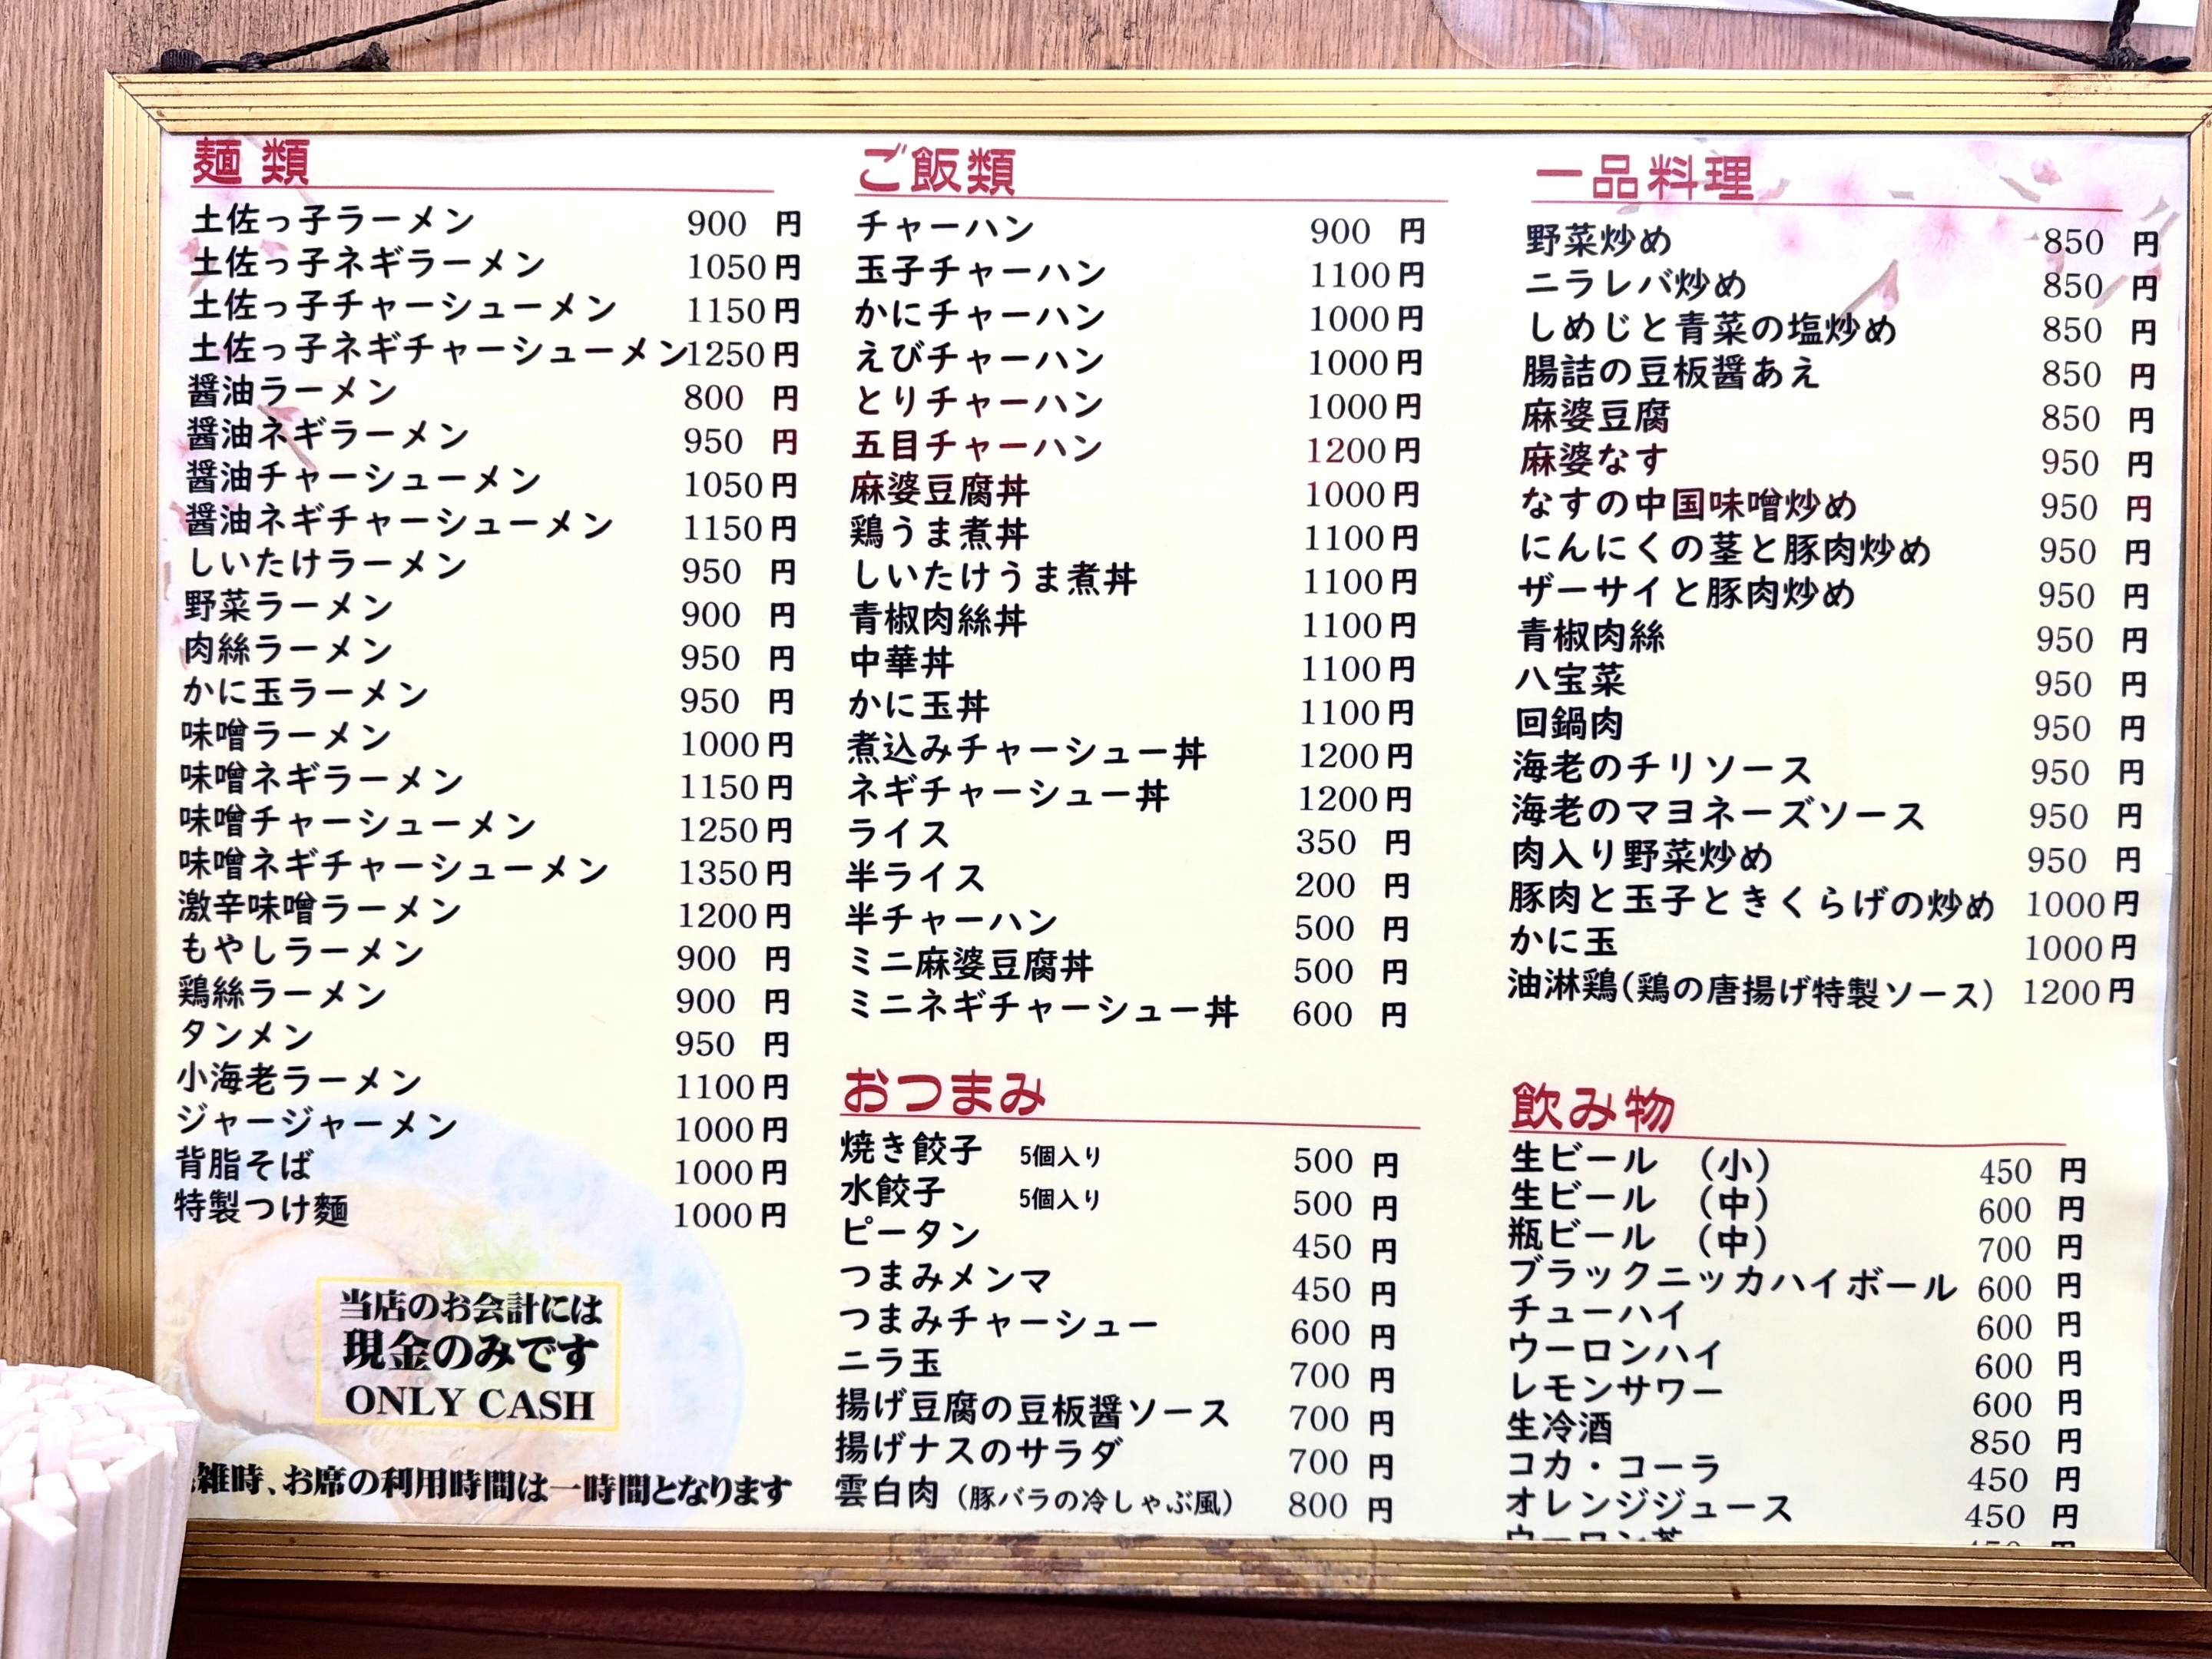 麺類
土佐っ子ラーメン 900 円
土佐っ子ネギラーメン 1050円
土佐っ子チャーシューメン 1150円
土佐っ子ネギチャーシューメン1250円
醤油ラーメン 800 円
醤油ネギラーメン 950 円
醤油チャーシューメン 1050円
醤油ネギチャーシューメン 1150円
しいたけラーメン 950 円
野菜ラーメン 900 円
肉絲ラーメン 950 円
かに玉ラーメン 950 円
味噌ラーメン 1000円
味噌ネギラーメン 1150円
味噌チャーシューメン 1250円
味噌ネギチャーシューメン 1350円
激辛味噌ラーメン 1200円
もやしラーメン 900 円
鶏絲ラーメン 900 円
タンメン 950 円
小海老ラーメン 1100円
ジャージャーメン 1000円
背脂そば 1000円
特製つけ麺 1000円
当店のお会計には
現金のみです
ONLY CASH
雑時、お席の利用時間は一時間となります
ご飯類
チャーハン 900 円
玉子チャーハン 1100円
かにチャーハン 1000円
えびチャーハン 1000円
とりチャーハン 1000円
五目チャーハン 1200円
麻婆豆腐丼 1000円
鶏うま煮丼 1100円
しいたけうま煮丼 1100円
青椒肉絲丼 1100円
中華丼 1100円
かに玉丼 1100円
煮込みチャーシュー丼 1200円
ネギチャーシュー丼 1200円
ライス 350 円
半ライス 200 円
半チャーハン 500 円
ミニ麻婆豆腐丼 500 円
ミニネギチャーシュー丼 600 円
おつまみ
焼き餃子 5個入り 500 円
水餃子 5個入り 500 円
ピータン 450 円
つまみメンマ 450 円
つまみチャーシュー 600 円
ニラ玉 700 円
揚げ豆腐の豆板醤ソース 700 円
揚げナスのサラダ 700 円
雲白肉（豚バラの冷しゃぶ風） 800 円
一品料理
野菜炒め 850 円
ニラレバ炒め 850 円
しめじと青菜の塩炒め 850 円
腸詰の豆板醤あえ 850 円
麻婆豆腐 850 円
麻婆なす 950 円
なすの中国味噌炒め 950 円
にんにくの茎と豚肉炒め 950 円
ザーサイと豚肉炒め 950 円
青椒肉絲 950 円
八宝菜 950 円
回鍋肉 950 円
海老のチリソース 950 円
海老のマヨネーズソース 950 円
肉入り野菜炒め 950 円
豚肉と玉子ときくらげの炒め 1000円
かに玉 1000円
油淋鶏(鶏の唐揚げ特製ソース) 1200円
飲み物
生ビール （小） 450 円
生ビール （中） 600 円
瓶ビール （中） 700 円
ブラックニッカハイボール 600 円
チューハイ 600 円
ウーロンハイ 600 円
レモンサワー 600 円
生冷酒 850 円
コカ・コーラ 450 円
オレンジジュース 450 円